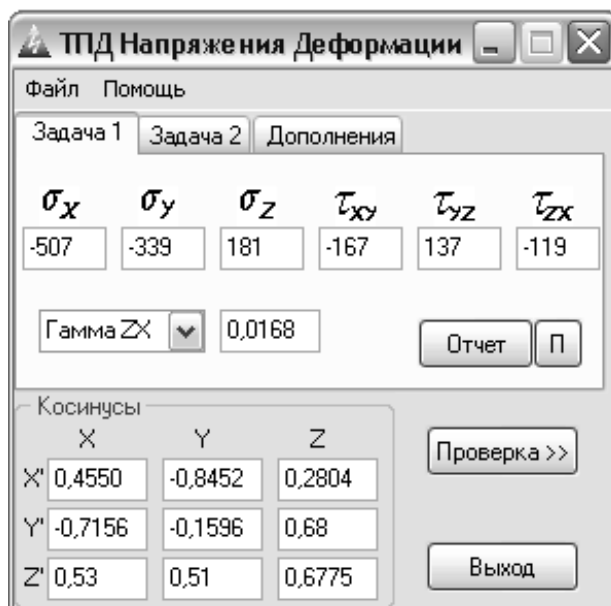 ТПД Напряжения Деформации
Файл Помощь
Задача 1 Задача 2 Дополнения
σX σY σZ τXY τYZ τZX
-507 -339 181 -167 137 -119
Гамма ZX 0,0168 Отчет П
Косинусы
X Y Z
Проверка >>
X' 0,4550 -0,8452 0,2804
Y' -0,7156 -0,1596 0,68
Z' 0,53 0,51 0,6775
Выход